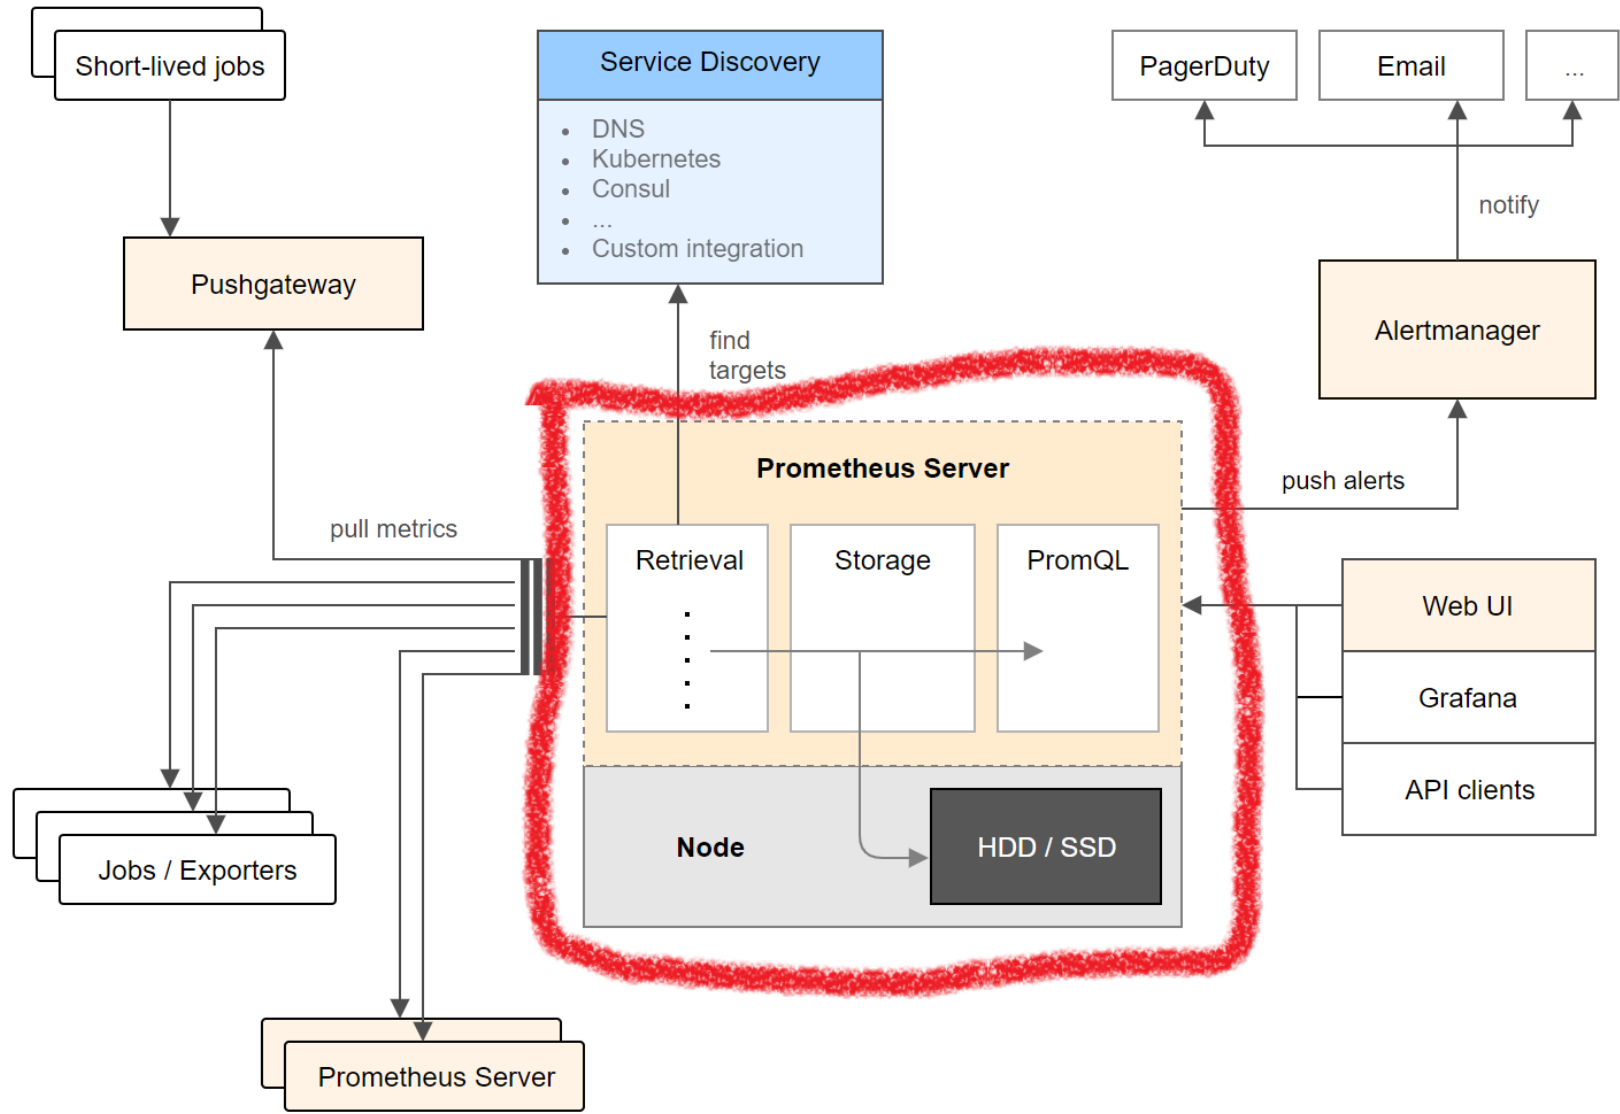 Short-lived jobs
Service Discovery
DNS
Kubernetes
Consul
...
Custom integration
PagerDuty
Email
...
notify
Pushgateway
Alertmanager
find
targets
Prometheus Server
push alerts
pull metrics
Retrieval
Storage
PromQL
Web UI
Grafana
API clients
Node
HDD / SSD
Jobs / Exporters
Prometheus Server